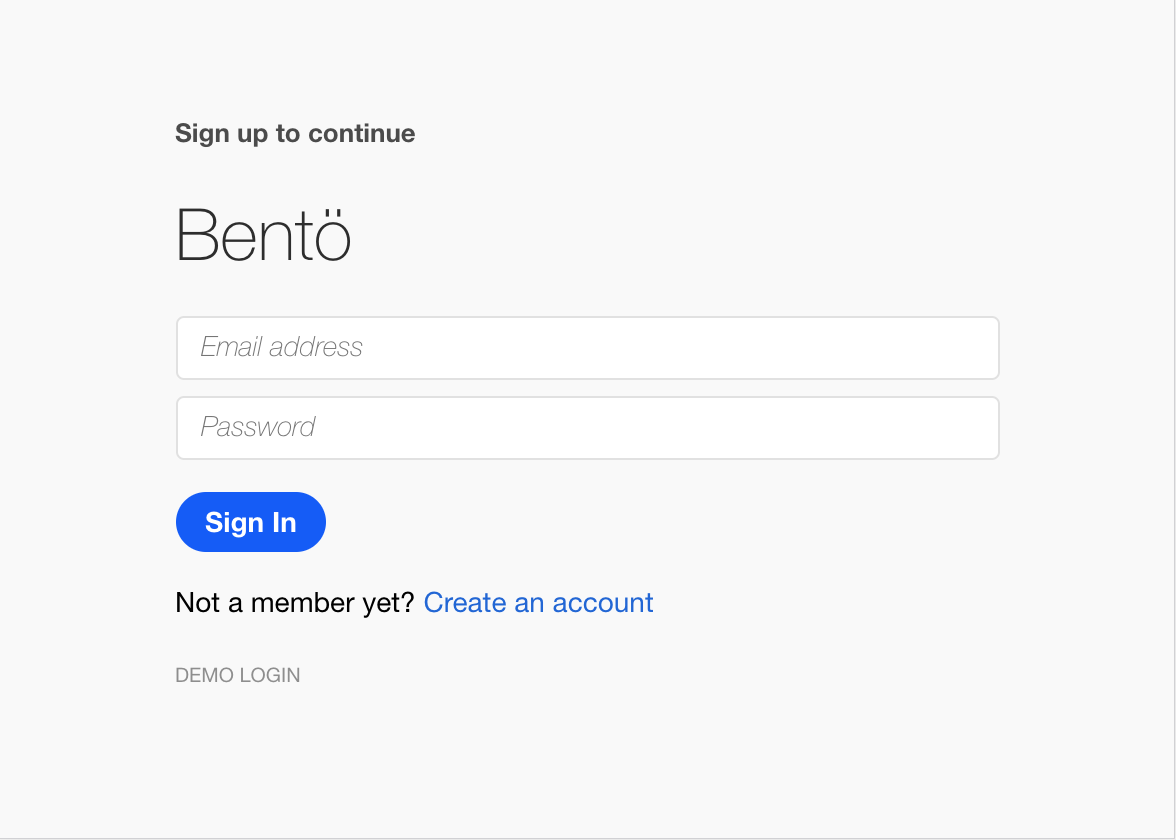 Sign up to continue
Bentö
Email address
Password
Sign In
Not a member yet? Create an account
DEMO LOGIN